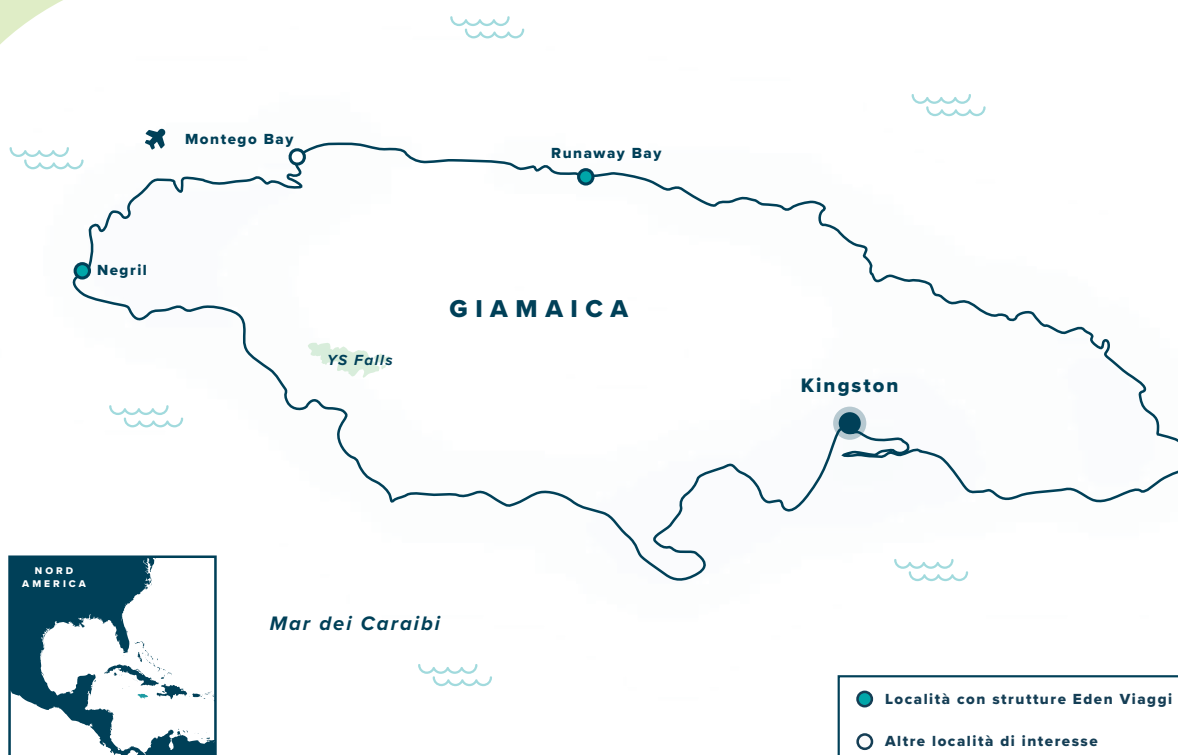 Montego Bay
Runaway Bay
Negril
GIAMAICA
YS Falls
Kingston
NORD
AMERICA
Mar dei Caraibi
Località con strutture Eden Viaggi
Altre località di interesse